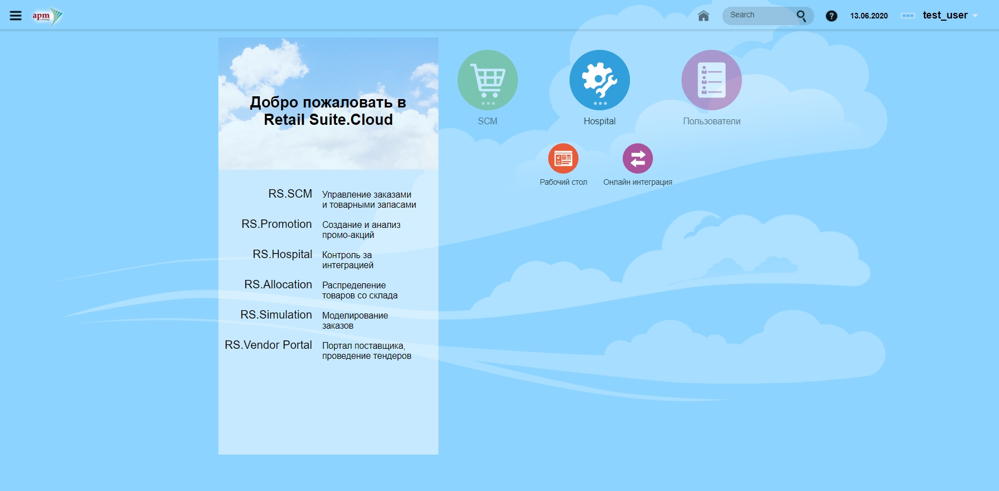 apm
Search
?
13.06.2020
test_user
Добро пожаловать в
Retail Suite.Cloud
SCM
Hospital
Пользователи
Рабочий стол
Онлайн интеграция
RS.SCM
Управление заказами
и товарными запасами
RS.Promotion
Создание и анализ
промо-акций
RS.Hospital
Контроль за
интеграцией
RS.Allocation
Распределение
товаров со склада
RS.Simulation
Моделирование
заказов
RS.Vendor Portal
Портал поставщика,
проведение тендеров